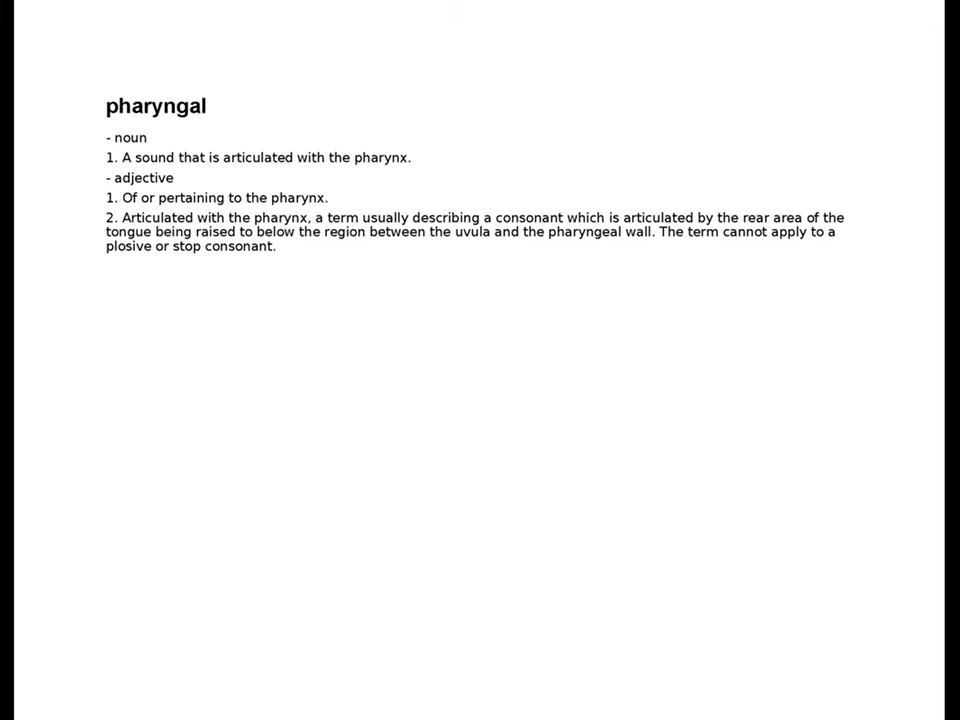 pharyngal
- noun
1. A sound that is articulated with the pharynx.
- adjective
1. Of or pertaining to the pharynx.
2. Articulated with the pharynx, a term usually describing a consonant which is articulated by the rear area of the
tongue being raised to below the region between the uvula and the pharyngeal wall. The term cannot apply to a
plosive or stop consonant.